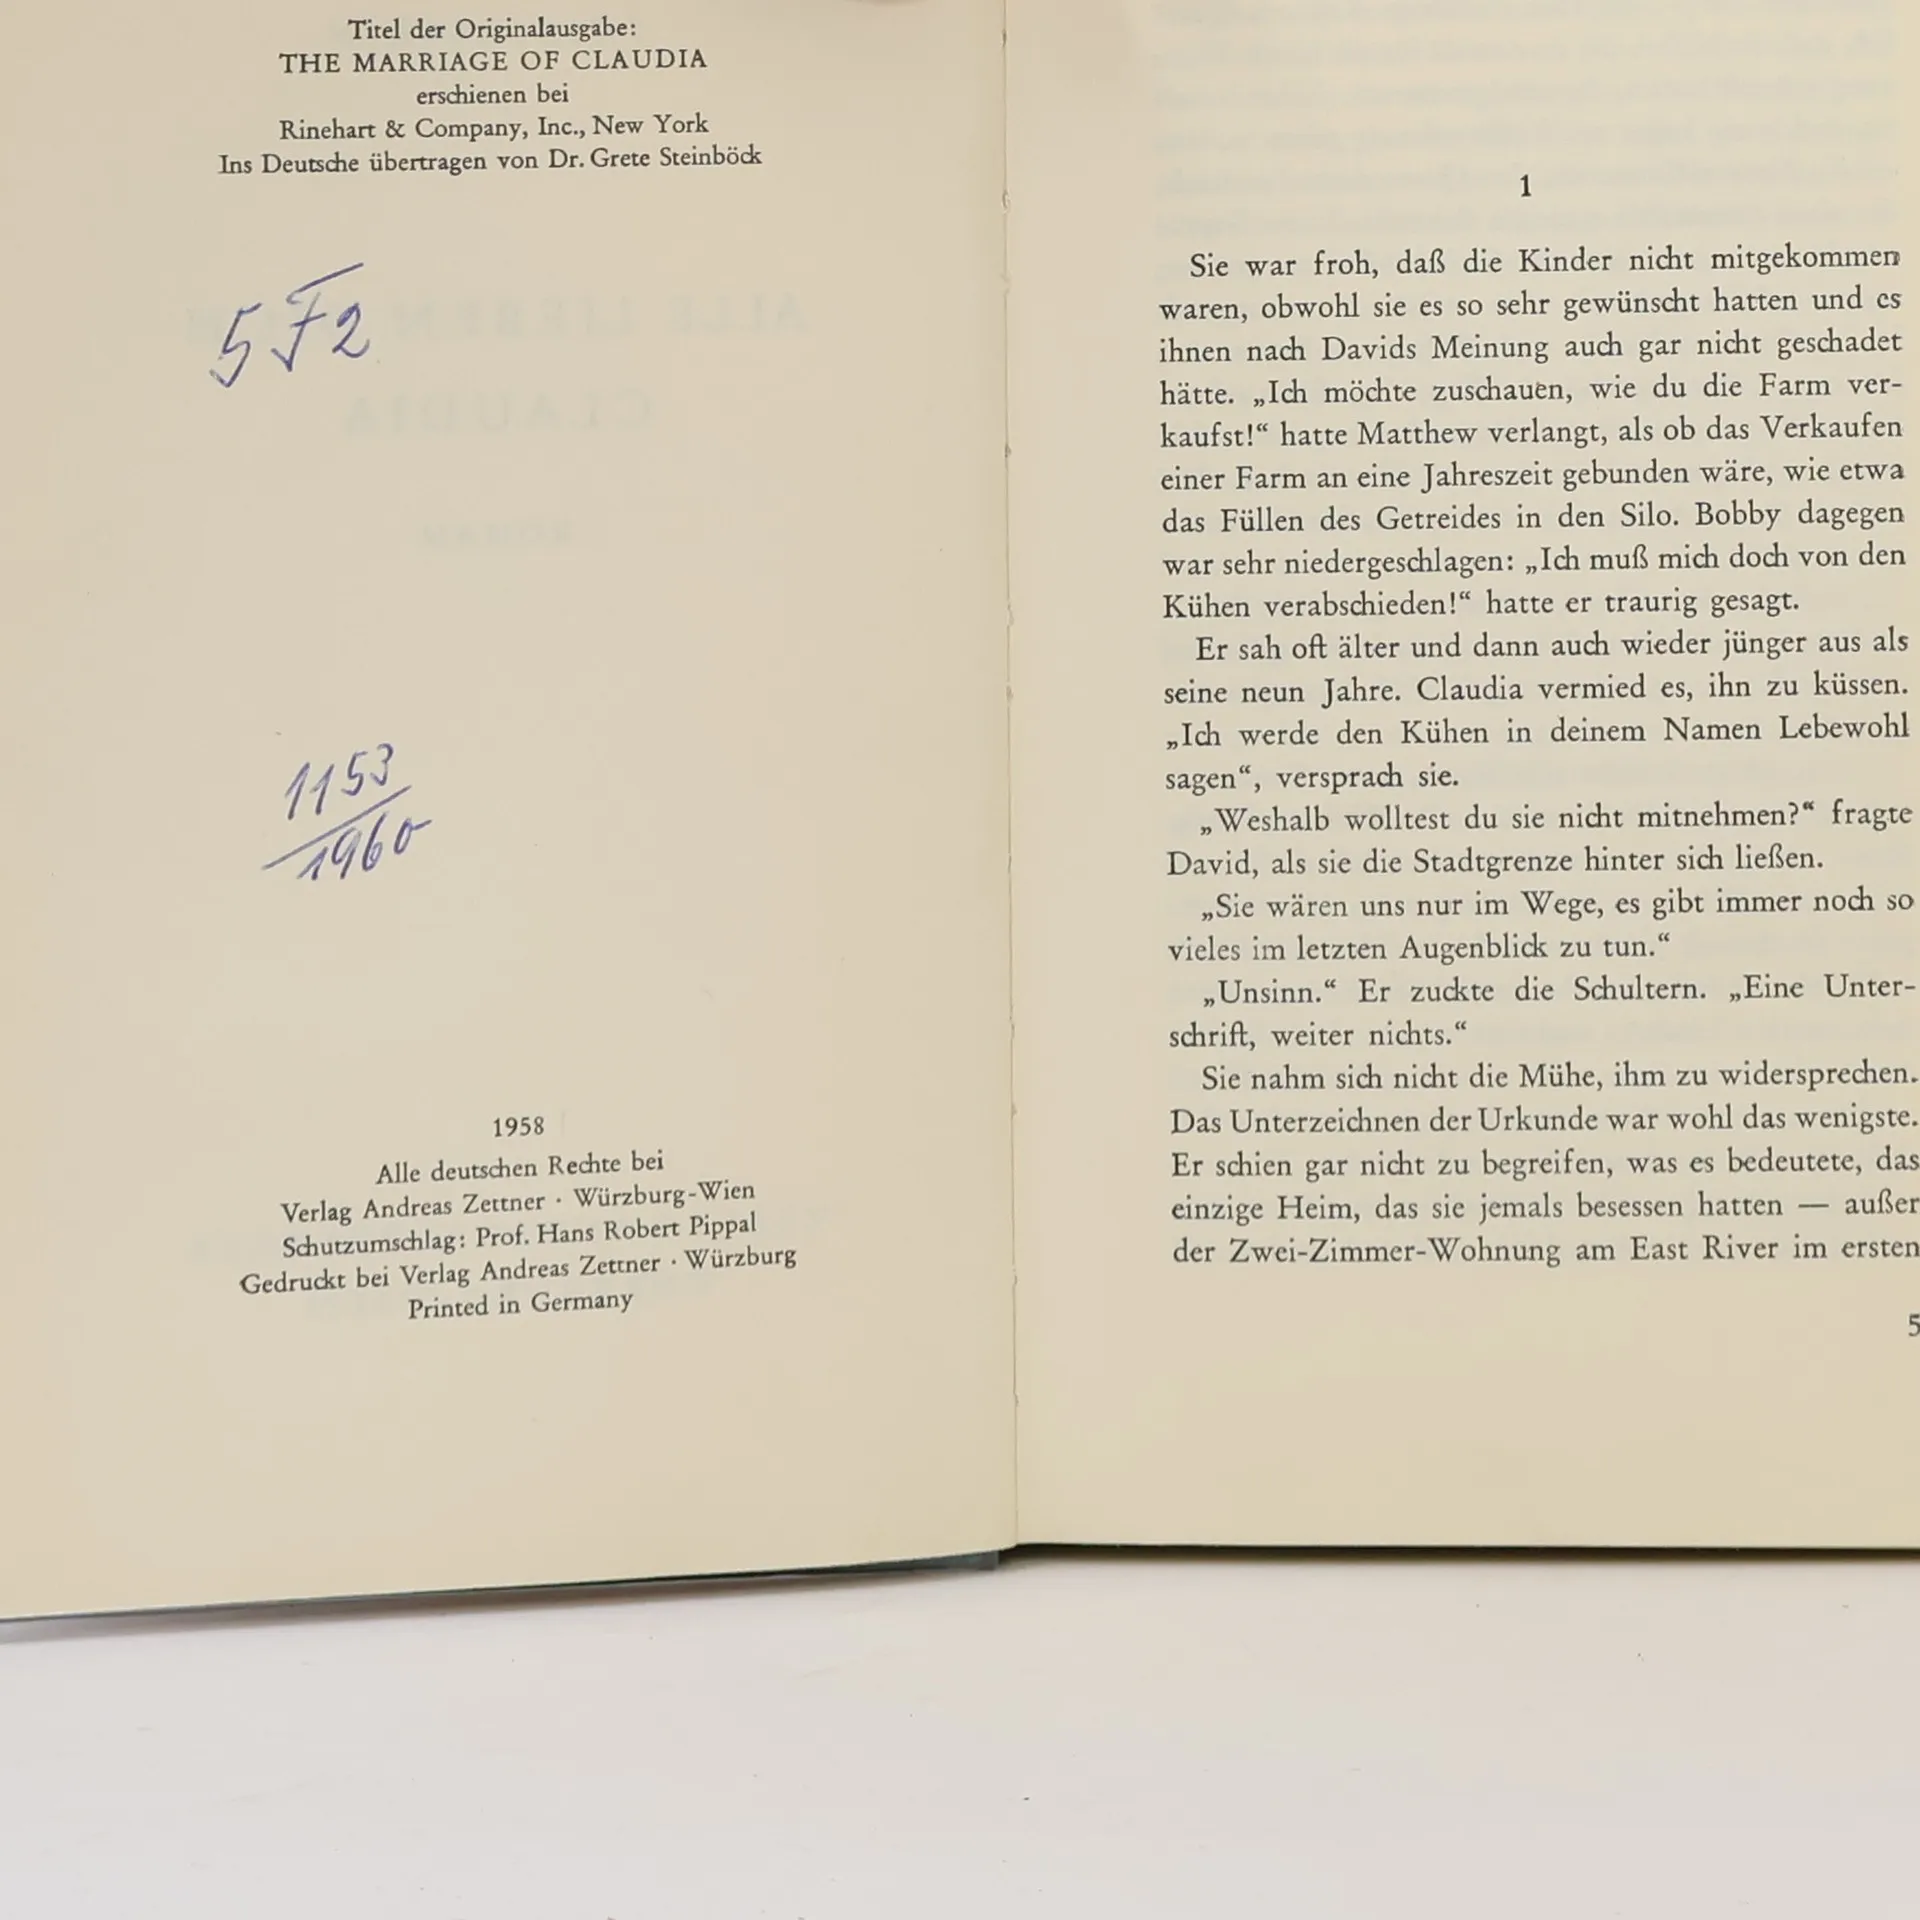 Titel der Originalausgabe:
THE MARRIAGE OF CLAUDIA
erschienen bei
Rinehart & Company, Inc., New York
Ins Deutsche übertragen von Dr. Grete Steinböck
5 F 2
1153
1960
1958
Alle deutschen Rechte bei
Verlag Andreas Zettner · Würzburg-Wien
Schutzumschlag: Prof. Hans Robert Pippal
Gedruckt bei Verlag Andreas Zettner · Würzburg
Printed in Germany
1
Sie war froh, daß die Kinder nicht mitgekommen
waren, obwohl sie es so sehr gewünscht hatten und es
ihnen nach Davids Meinung auch gar nicht geschadet
hätte. „Ich möchte zuschauen, wie du die Farm ver-
kaufst!“ hatte Matthew verlangt, als ob das Verkaufen
einer Farm an eine Jahreszeit gebunden wäre, wie etwa
das Füllen des Getreides in den Silo. Bobby dagegen
war sehr niedergeschlagen: „Ich muß mich doch von den
Kühen verabschieden!“ hatte er traurig gesagt.
Er sah oft älter und dann auch wieder jünger aus als
seine neun Jahre. Claudia vermied es, ihn zu küssen.
„Ich werde den Kühen in deinem Namen Lebewohl
sagen“, versprach sie.
„Weshalb wolltest du sie nicht mitnehmen?“ fragte
David, als sie die Stadtgrenze hinter sich ließen.
„Sie wären uns nur im Wege, es gibt immer noch so
vieles im letzten Augenblick zu tun.“
„Unsinn.“ Er zuckte die Schultern. „Eine Unter-
schrift, weiter nichts.“
Sie nahm sich nicht die Mühe, ihm zu widersprechen.
Das Unterzeichnen der Urkunde war wohl das wenigste.
Er schien gar nicht zu begreifen, was es bedeutete, das
einzige Heim, das sie jemals besessen hatten — außer
der Zwei-Zimmer-Wohnung am East River im ersten
5